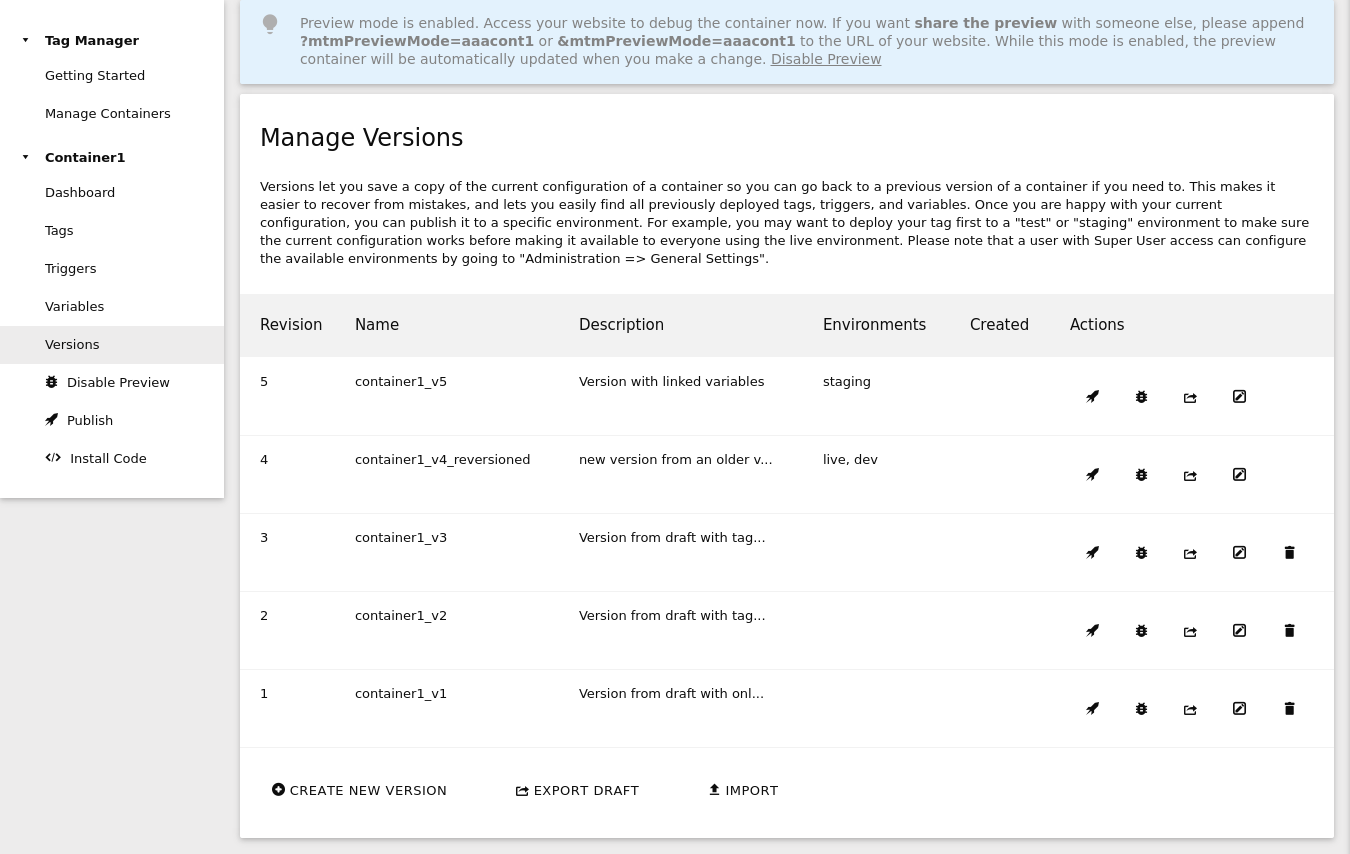 Tag Manager
Getting Started
Manage Containers
Container1
Dashboard
Tags
Triggers
Variables
Versions
Disable Preview
Publish
Install Code
Preview mode is enabled. Access your website to debug the container now. If you want share the preview with someone else, please append
?mtmPreviewMode=aaacont1 or &mtmPreviewMode=aaacont1 to the URL of your website. While this mode is enabled, the preview
container will be automatically updated when you make a change. Disable Preview
Manage Versions
Versions let you save a copy of the current configuration of a container so you can go back to a previous version of a container if you need to. This makes it
easier to recover from mistakes, and lets you easily find all previously deployed tags, triggers, and variables. Once you are happy with your current
configuration, you can publish it to a specific environment. For example, you may want to deploy your tag first to a "test" or "staging" environment to make sure
the current configuration works before making it available to everyone using the live environment. Please note that a user with Super User access can configure
the available environments by going to "Administration => General Settings".
Revision Name Description Environments Created Actions
5 container1_v5 Version with linked variables staging
4 container1_v4_reversioned new version from an older v... live, dev
3 container1_v3 Version from draft with tag...
2 container1_v2 Version from draft with tag...
1 container1_v1 Version from draft with onl...
CREATE NEW VERSION EXPORT DRAFT IMPORT